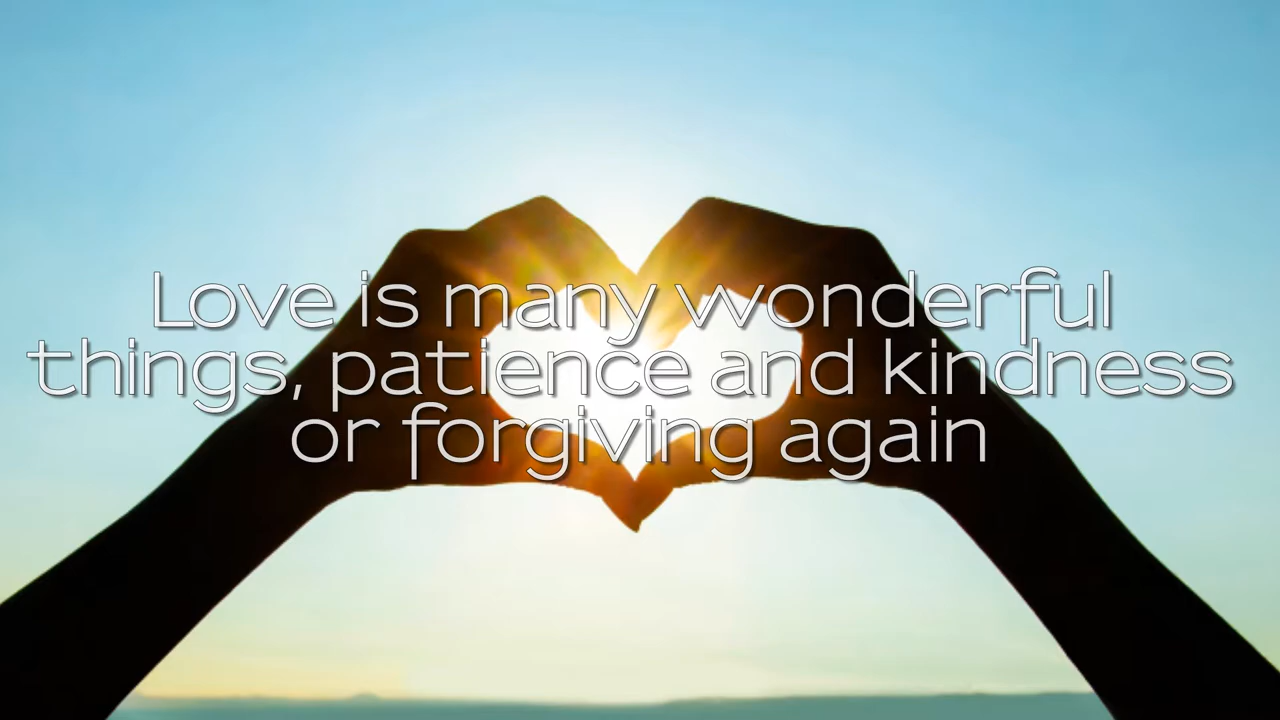 Love is many wonderful
things, patience and kindness
or forgiving again